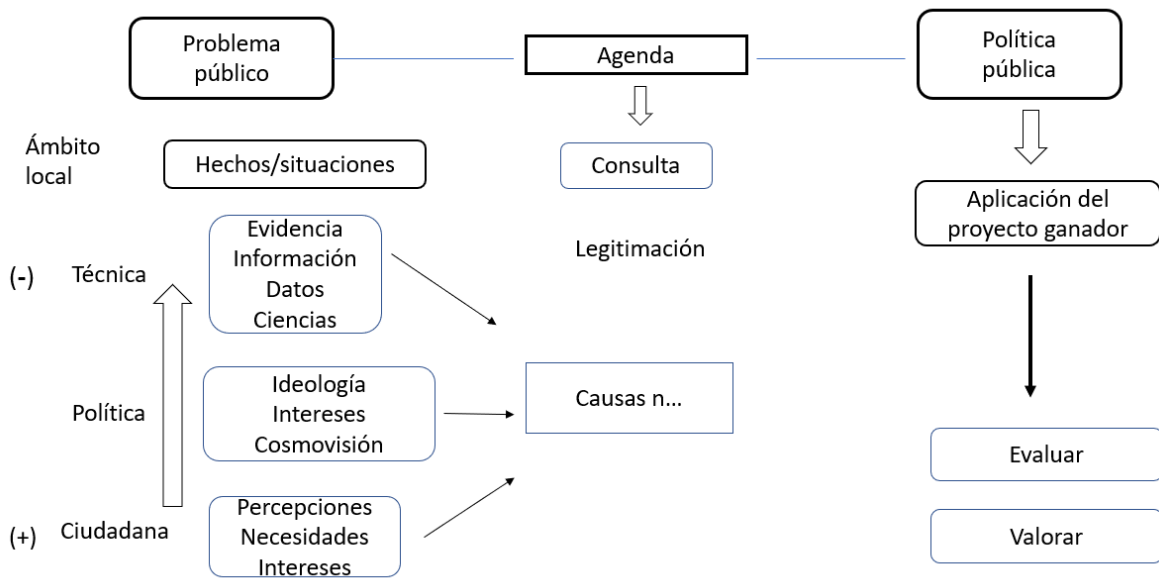 Problema
público
Agenda
Política
pública
Ámbito
local
Hechos/situaciones
Consulta
Aplicación del
proyecto ganador
Legitimación
(-)
Técnica
Evidencia
Información
Datos
Ciencias
Política
Ideología
Intereses
Cosmovisión
Causas n...
Evaluar
(+)
Ciudadana
Percepciones
Necesidades
Intereses
Valorar